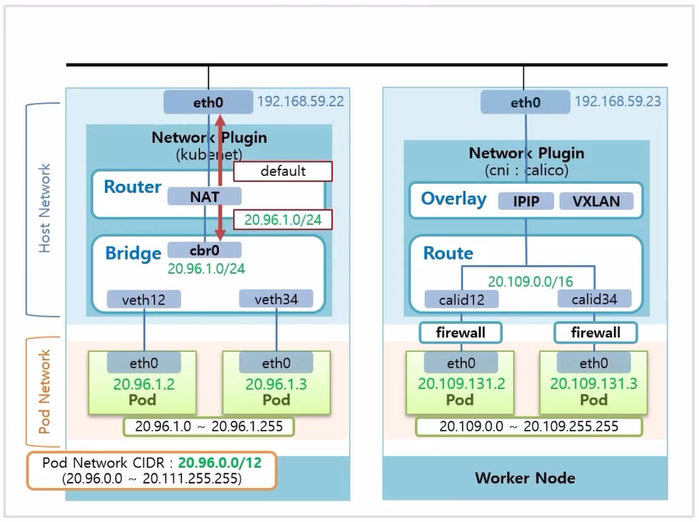 eth0 192.168.59.22
Network Plugin
(kubenet)
default
Router
NAT
20.96.1.0/24
Bridge
cbr0
20.96.1.0/24
veth12
veth34
eth0
20.96.1.2
Pod
eth0
20.96.1.3
Pod
20.96.1.0 ~ 20.96.1.255
Host Network
Pod Network
Pod Network CIDR : 20.96.0.0/12
(20.96.0.0 ~ 20.111.255.255)
eth0 192.168.59.23
Network Plugin
(cni : calico)
Overlay
IPIP
VXLAN
Route
20.109.0.0/16
calid12
calid34
firewall
firewall
eth0
20.109.131.2
Pod
eth0
20.109.131.3
Pod
20.109.0.0 ~ 20.109.255.255
Worker Node